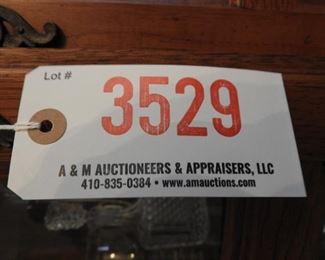 Lot #
3529
A & M AUCTIONEERS & APPRAISERS, LLC
410-835-0384 • www.amauctions.com